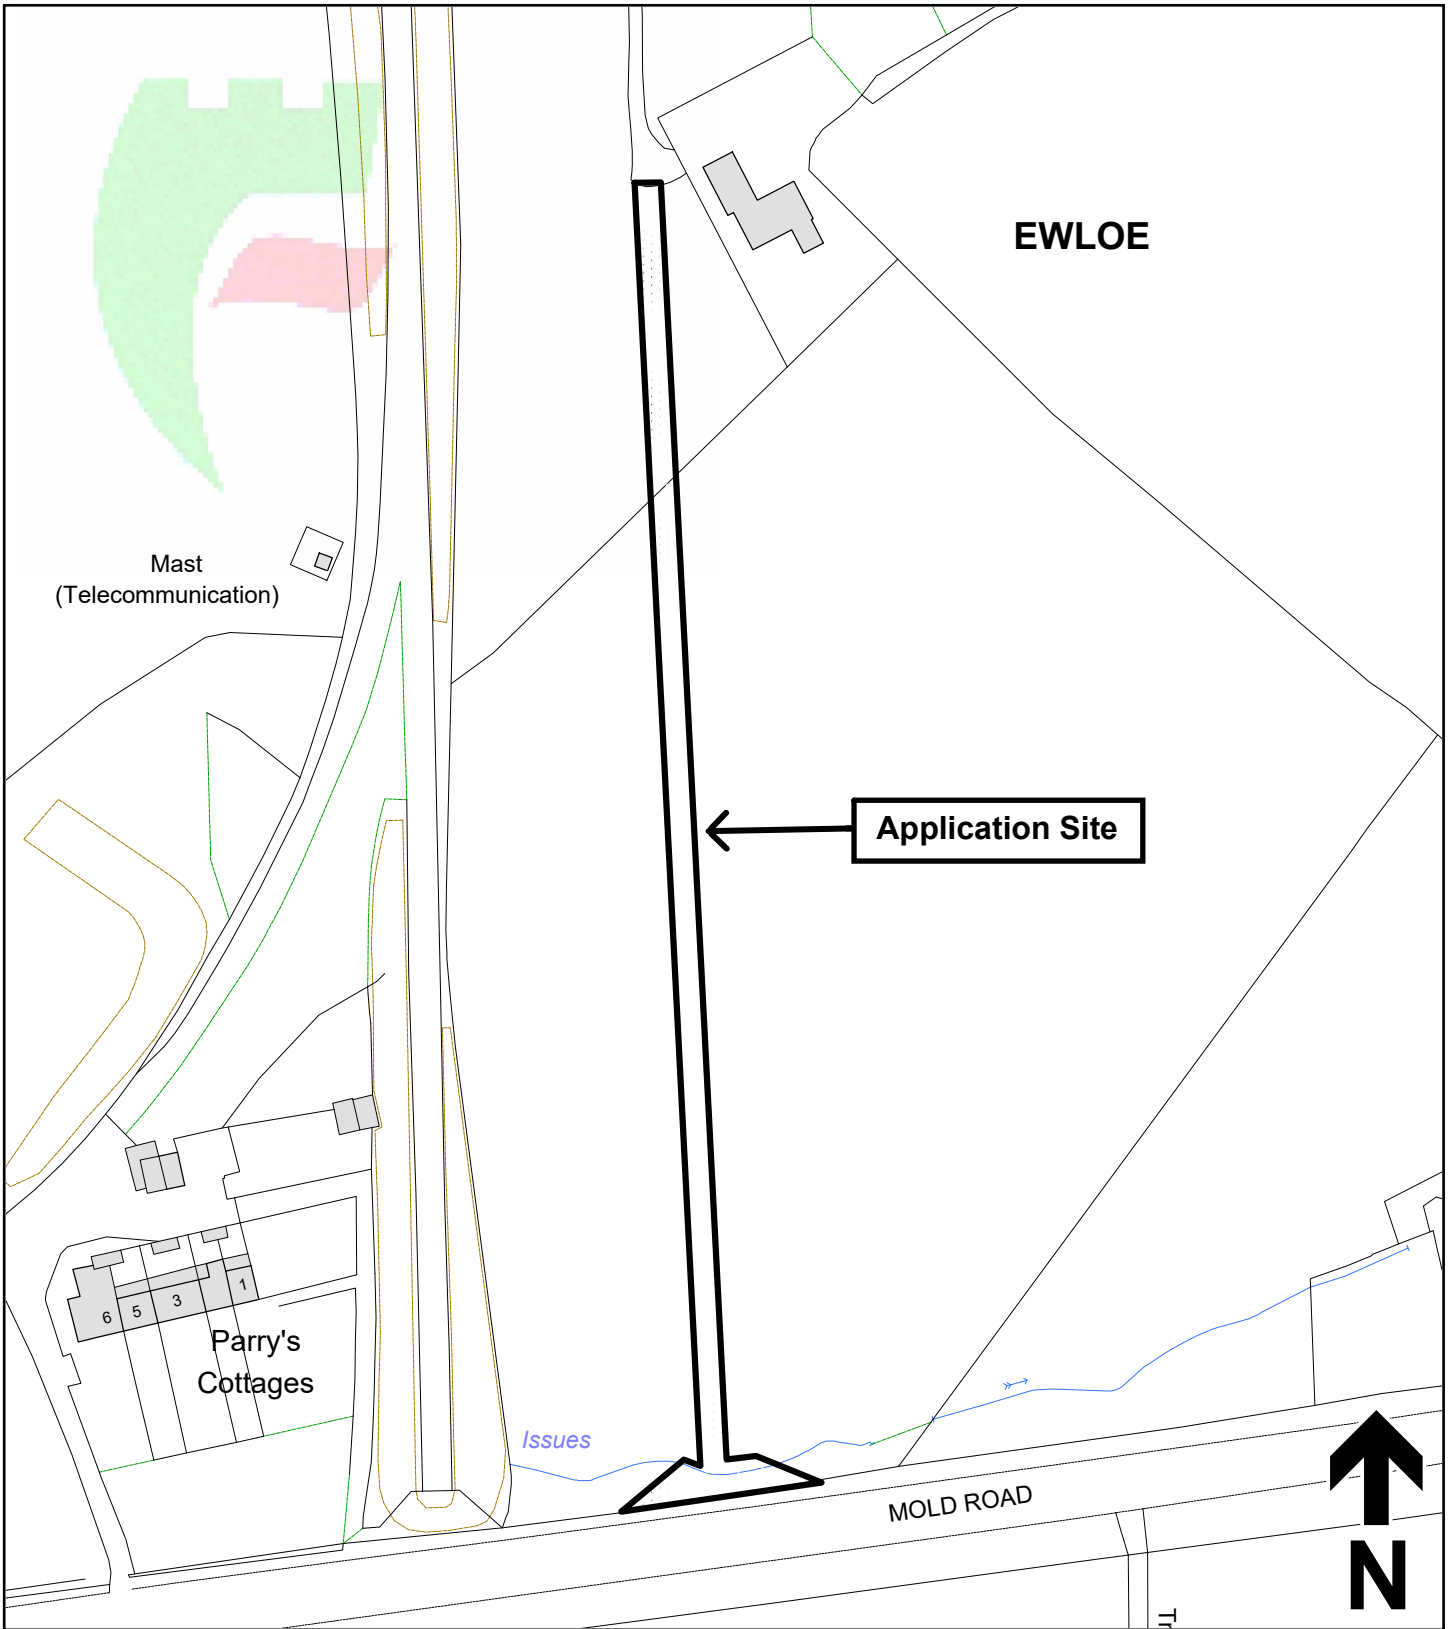 EWLOE
Mast
(Telecommunication)
Application Site
6
5
3
1
Parry's
Cottages
Issues
MOLD ROAD
N